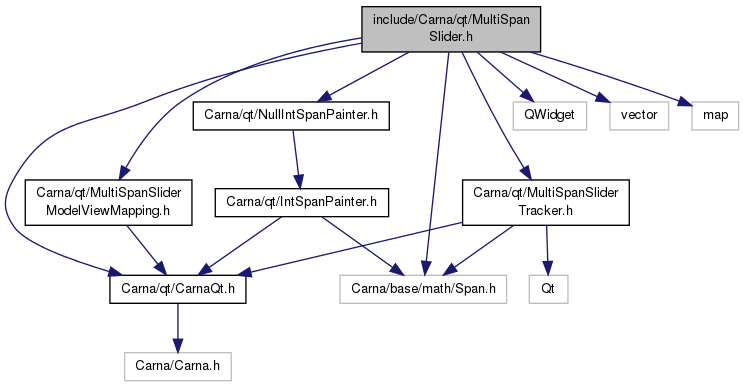 include/Carna/qt/MultiSpan
Slider.h
Carna/qt/NullIntSpanPainter.h
QWidget
vector
map
Carna/qt/MultiSpanSlider
ModelViewMapping.h
Carna/qt/IntSpanPainter.h
Carna/qt/MultiSpanSlider
Tracker.h
Carna/qt/CarnaQt.h
Carna/base/math/Span.h
Qt
Carna/Carna.h